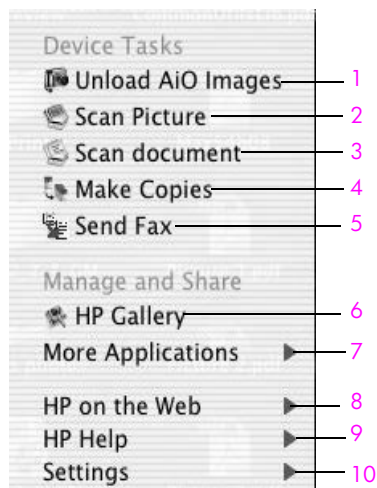 Device Tasks
Unload AiO Images 1
Scan Picture 2
Scan document 3
Make Copies 4
Send Fax 5
Manage and Share
HP Gallery 6
More Applications 7
HP on the Web 8
HP Help 9
Settings 10